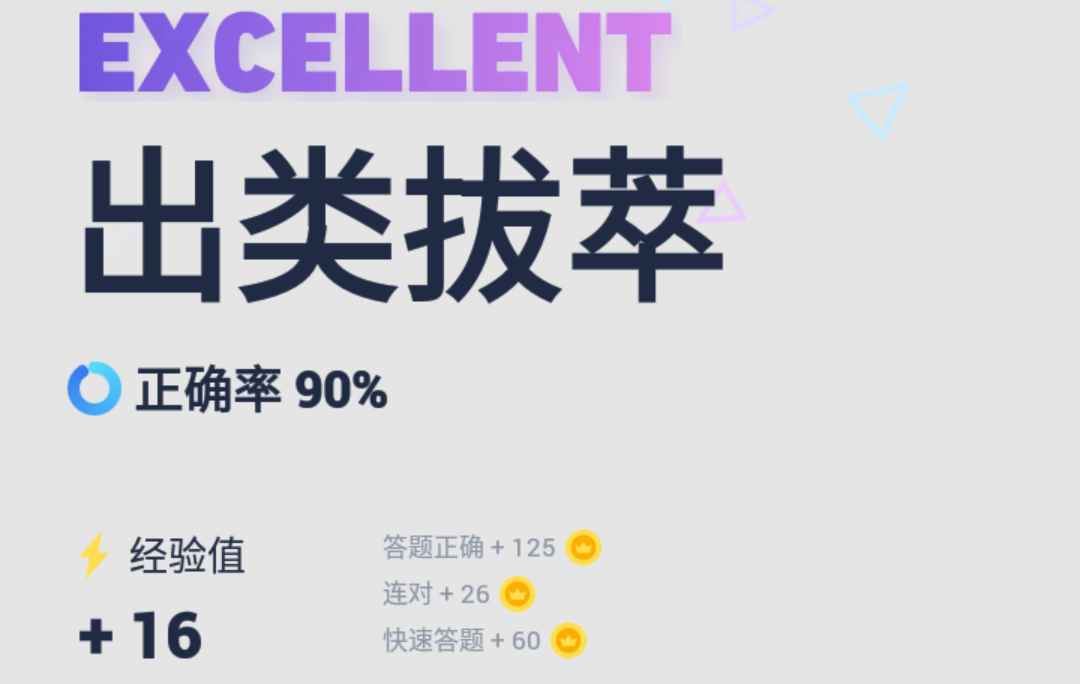 EXCELLENT
出类拔萃
正确率 90%
经验值
+ 16
答题正确 + 125
连对 + 26
快速答题 + 60